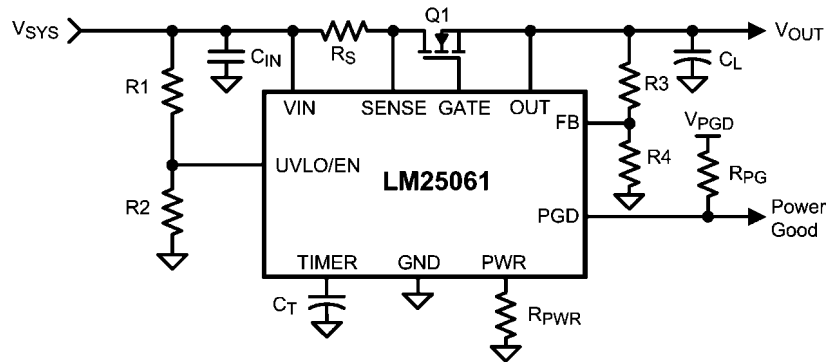 Q1
VSYS
VOUT
CIN
RS
CL
R1
R3
VIN
SENSE
GATE
OUT
FB
VPGD
UVLO/EN
LM25061
R4
RPG
R2
PGD
Power
Good
TIMER
GND
PWR
CT
RPWR